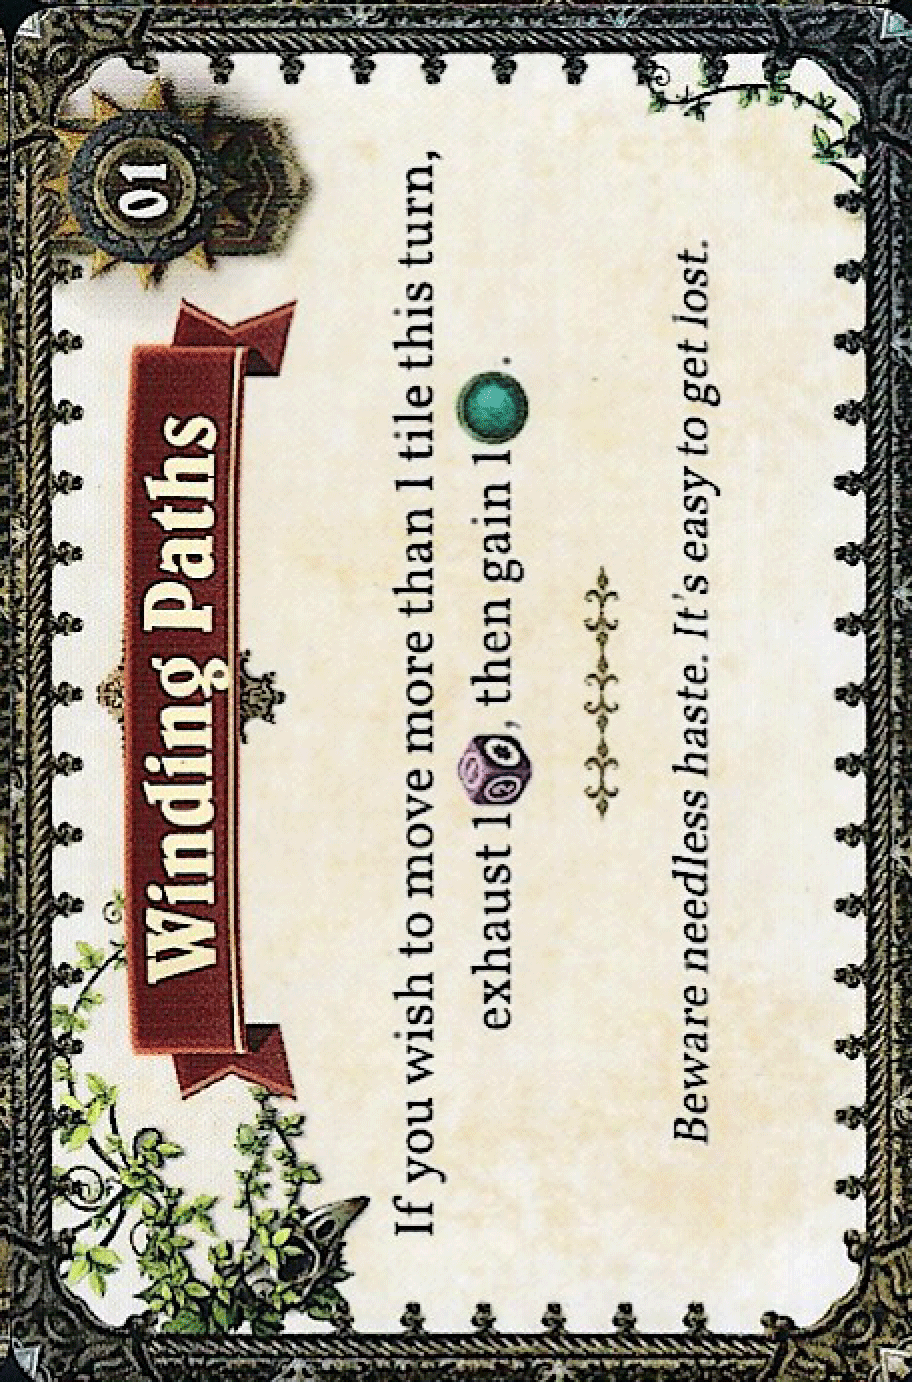 Winding Paths
01
If you wish to move more than 1 tile this turn,
exhaust 1 , then gain 1 .
Beware needless haste. It's easy to get lost.